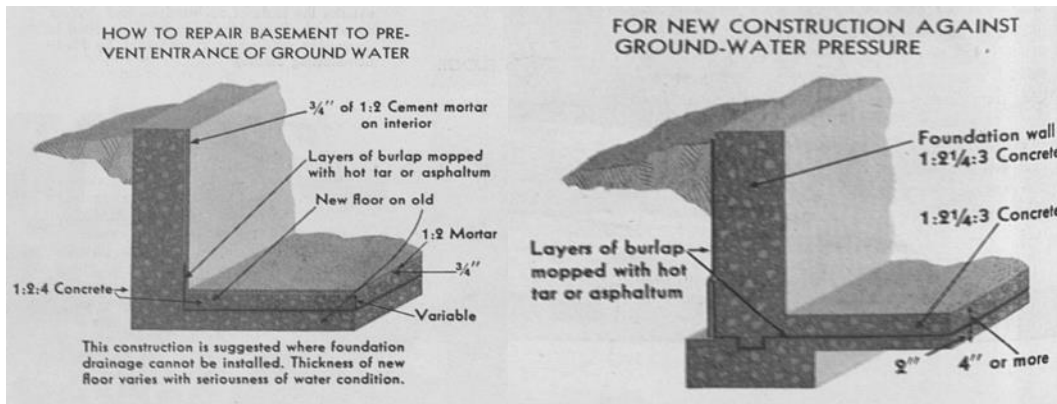 HOW TO REPAIR BASEMENT TO PRE-
VENT ENTRANCE OF GROUND WATER
3/4" of 1:2 Cement mortar
on interior
Layers of burlap mopped
with hot tar or asphaltum
New floor on old
1:2 Mortar
3/4"
1:2:4 Concrete
Variable
This construction is suggested where foundation
drainage cannot be installed. Thickness of new
floor varies with seriousness of water condition.
FOR NEW CONSTRUCTION AGAINST
GROUND-WATER PRESSURE
Foundation wall
1:2¼:3 Concrete
1:2¼:3 Concrete
Layers of burlap
mopped with hot
tar or asphaltum
2"
4" or more